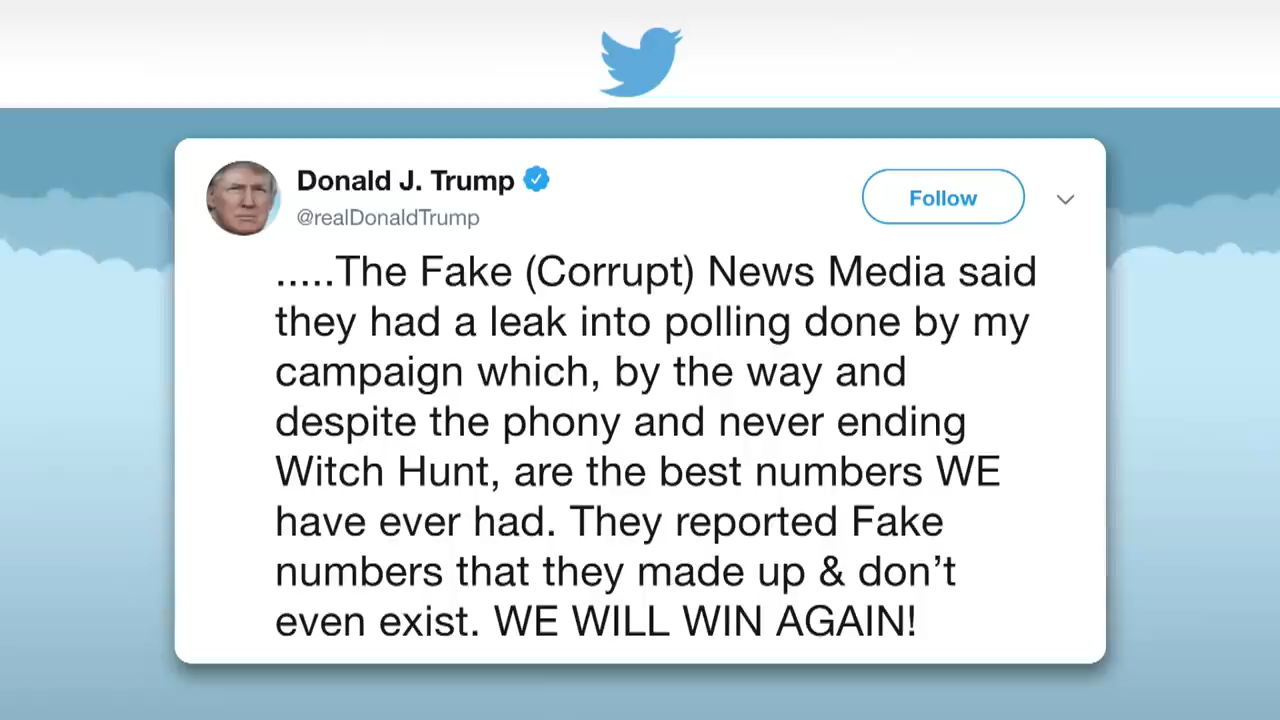 Donald J. Trump
@realDonaldTrump
Follow
.....The Fake (Corrupt) News Media said
they had a leak into polling done by my
campaign which, by the way and
despite the phony and never ending
Witch Hunt, are the best numbers WE
have ever had. They reported Fake
numbers that they made up & don’t
even exist. WE WILL WIN AGAIN!